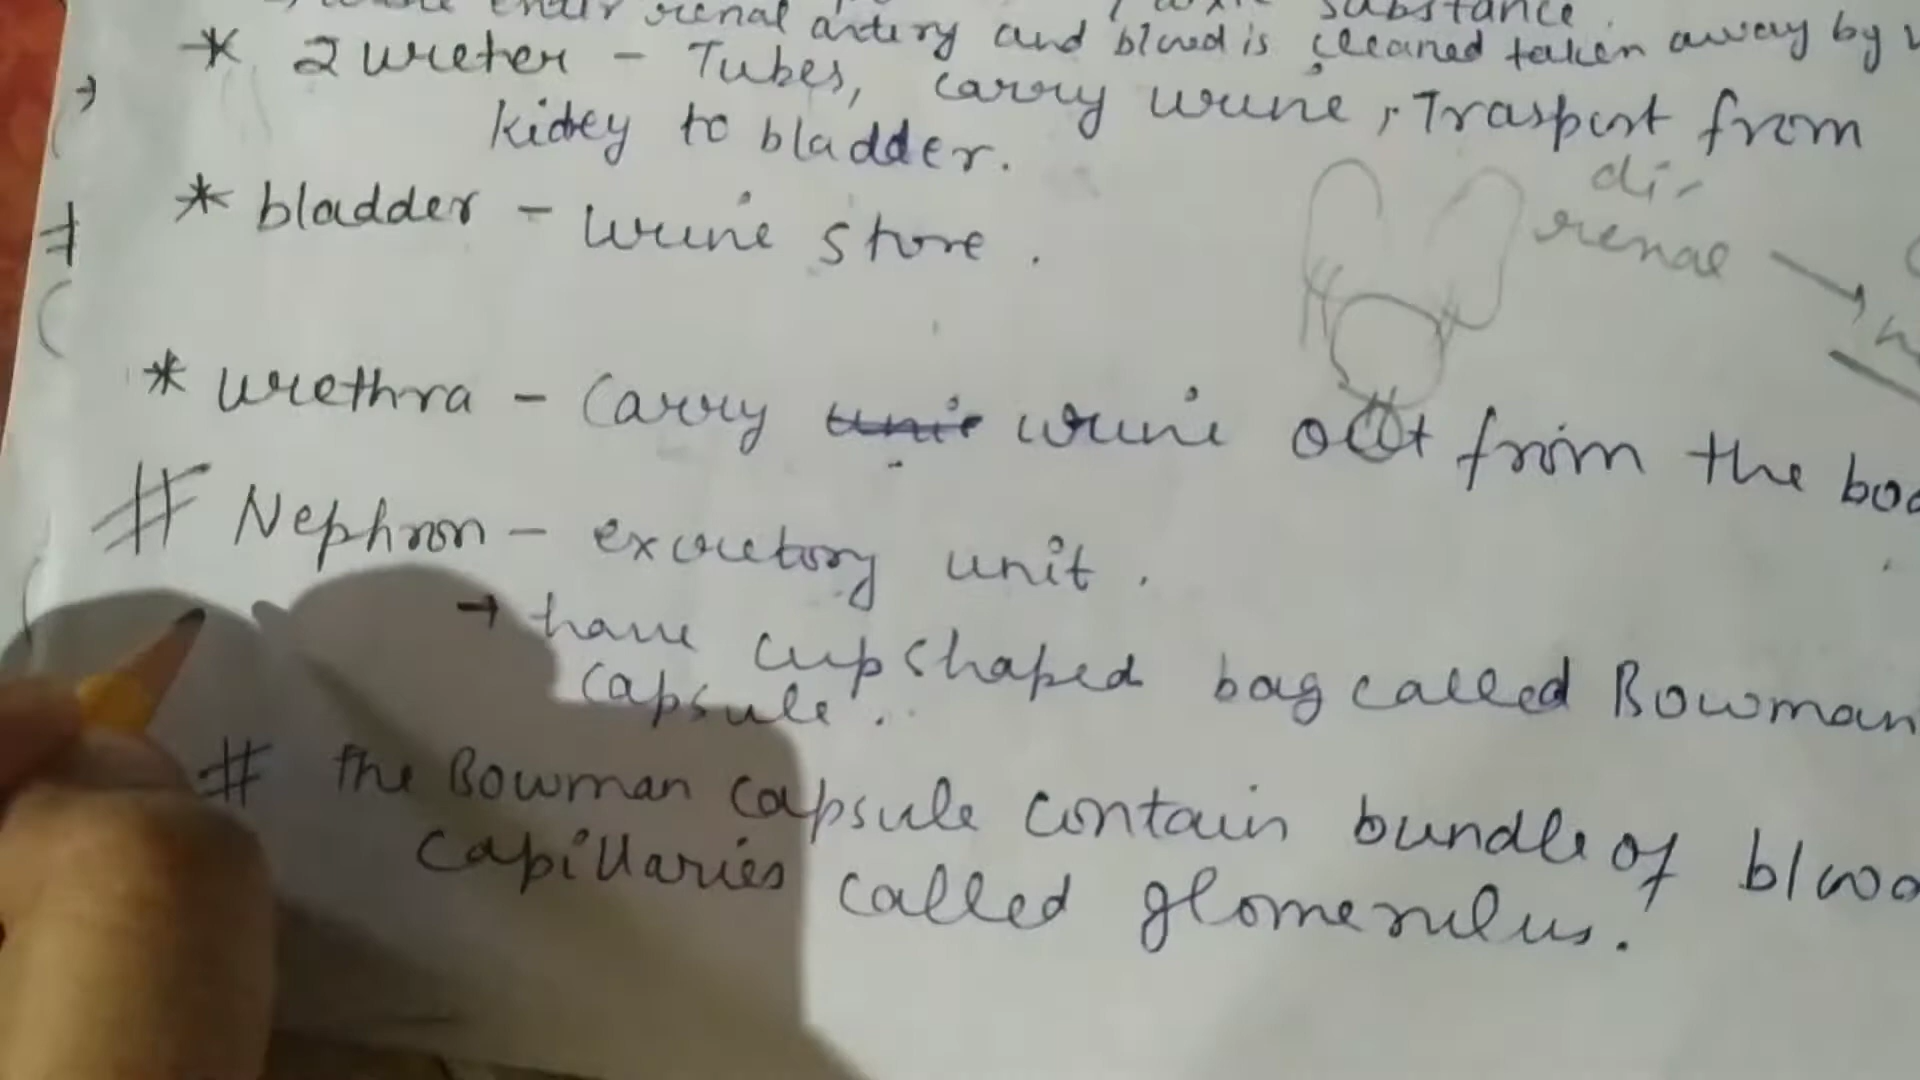 renal artery and blood is cleaned taken away by
substance.
* 2 ureter - Tubes, carry urine, Trasport from
kidey to bladder.
* bladder - urine store.
di-
renal →
* urethra - Carry urine out from the
# Nephron - excretory unit.
→ have cup shaped bag called Bowman
capsule.
# the Bowman capsule contain bundle of
capillaries called glomerulus.